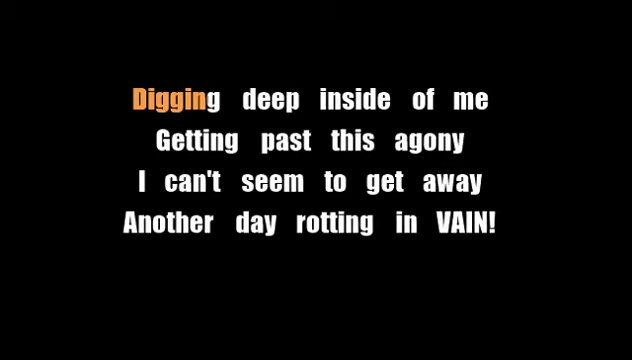 Digging deep inside of me
Getting past this agony
I can't seem to get away
Another day rotting in VAIN!